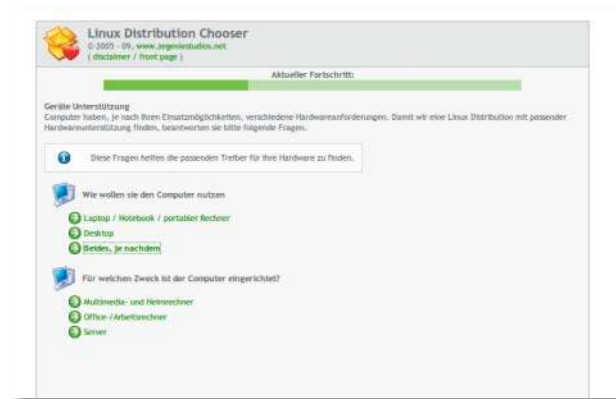 Linux Distribution Chooser
© 2005 - 09, www.zegeniestudios.net
( disclaimer / front page )
Aktueller Fortschritt:
Geräte Unterstützung
Computer haben, je nach Ihren Einsatzmöglichkeiten, verschiedene Hardwareanforderungen. Damit wir eine Linux Distribution mit passender
Hardwareunterstützung finden, beantworten sie bitte folgende Fragen.
Diese Fragen helfen die passenden Treiber für ihre Hardware zu finden.
Wie wollen sie den Computer nutzen
Laptop / Notebook / portabler Rechner
Desktop
Beides, je nachdem
Für welchen Zweck ist der Computer eingerichtet?
Multimedia- und Heimrechner
Office-/Arbeitsrechner
Server